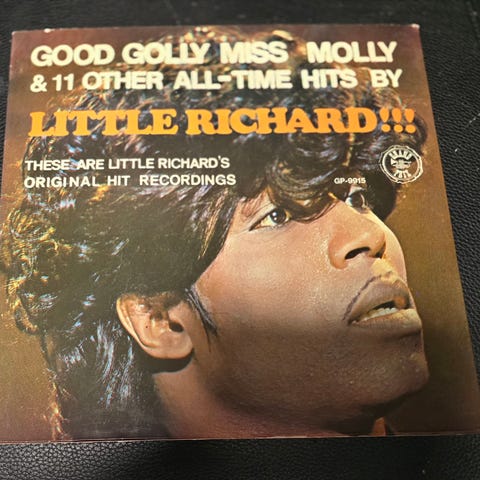 GOOD GOLLY MISS MOLLY
& 11 OTHER ALL-TIME HITS BY
LITTLE RICHARD!!!
THESE ARE LITTLE RICHARD'S
ORIGINAL HIT RECORDINGS
GP-9915